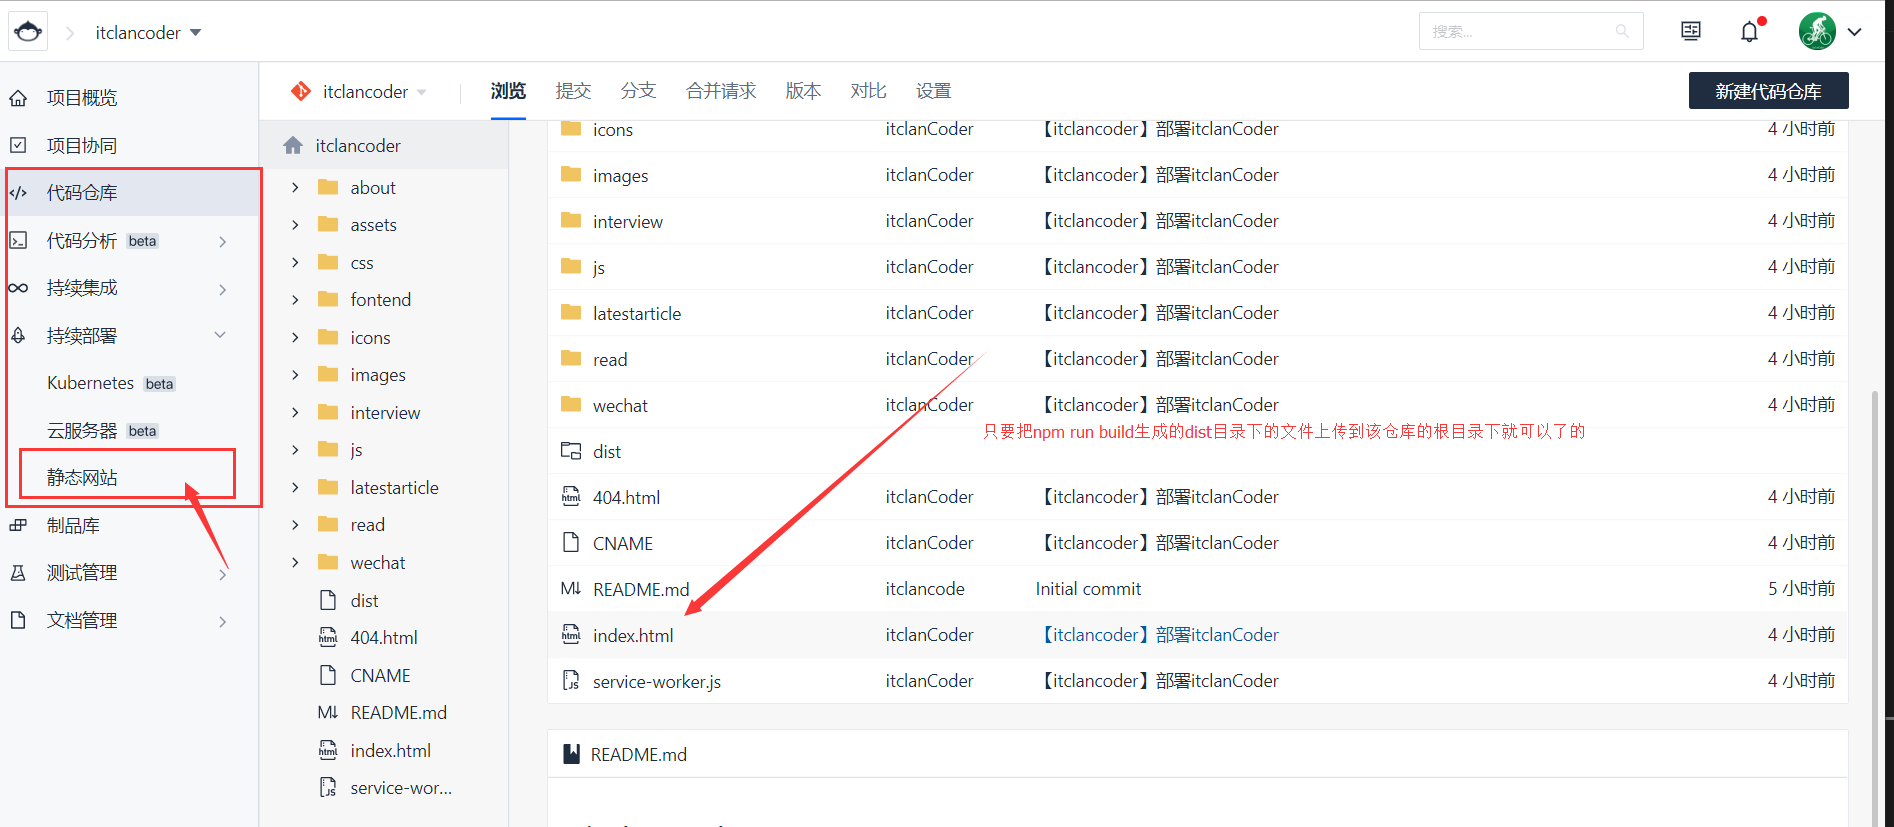 itclancoder
搜索...
项目概览
项目协同
代码仓库
代码分析 beta
持续集成
持续部署
Kubernetes beta
云服务器 beta
静态网站
制品库
测试管理
文档管理
itclancoder 浏览 提交 分支 合并请求 版本 对比 设置 新建代码仓库
itclancoder
about
assets
css
fontend
icons
images
interview
js
latestarticle
read
wechat
dist
404.html
CNAME
README.md
index.html
service-wor...
icons itclanCoder 【itclancoder】部署itclanCoder 4 小时前
images itclanCoder 【itclancoder】部署itclanCoder 4 小时前
interview itclanCoder 【itclancoder】部署itclanCoder 4 小时前
js itclanCoder 【itclancoder】部署itclanCoder 4 小时前
latestarticle itclanCoder 【itclancoder】部署itclanCoder 4 小时前
read itclanCoder 【itclancoder】部署itclanCoder 4 小时前
wechat itclanCoder 【itclancoder】部署itclanCoder 4 小时前
只要把npm run build生成的dist目录下的文件上传到该仓库的根目录下就可以了的
dist
404.html itclanCoder 【itclancoder】部署itclanCoder 4 小时前
CNAME itclanCoder 【itclancoder】部署itclanCoder 4 小时前
README.md itclancode Initial commit 5 小时前
index.html itclanCoder 【itclancoder】部署itclanCoder 4 小时前
service-worker.js itclanCoder 【itclancoder】部署itclanCoder 4 小时前
README.md